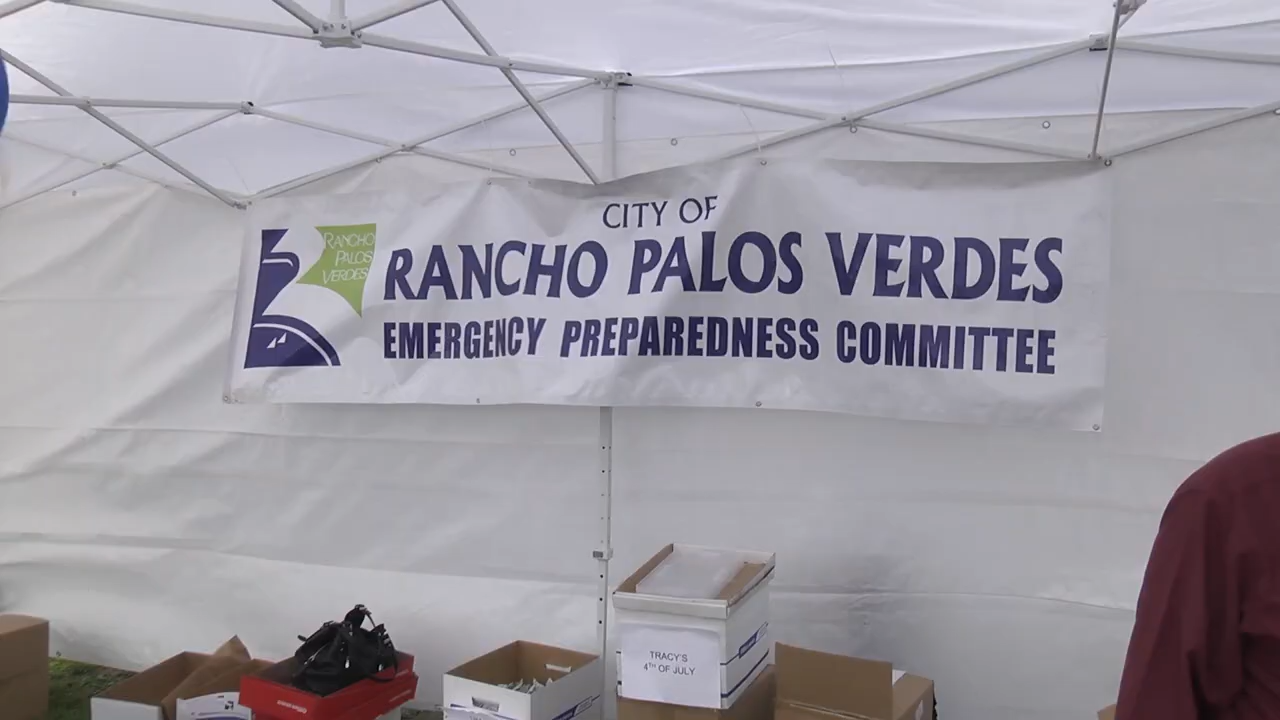 CITY OF
RANCHO PALOS VERDES
EMERGENCY PREPAREDNESS COMMITTEE
RANCHO
PALOS
VERDES
TRACY'S
4TH OF JULY